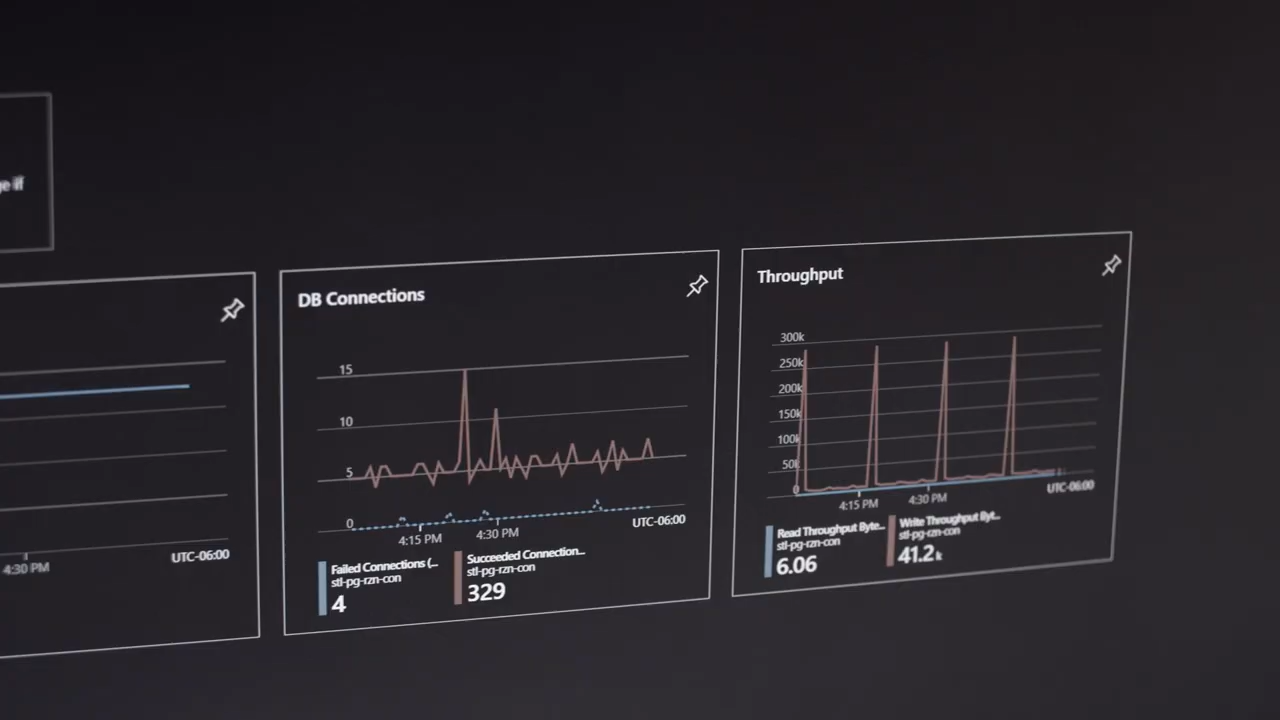 if
4:30 PM
UTC-06:00
DB Connections
15
10
5
0
4:15 PM
4:30 PM
UTC-06:00
Failed Connections (...
stl-pg-rzn-con
4
Succeeded Connection...
stl-pg-rzn-con
329
Throughput
300k
250k
200k
150k
100k
50k
0
4:15 PM
4:30 PM
UTC-06:00
Read Throughput Byte...
stl-pg-rzn-con
6.06
Write Throughput Byt...
stl-pg-rzn-con
41.2k